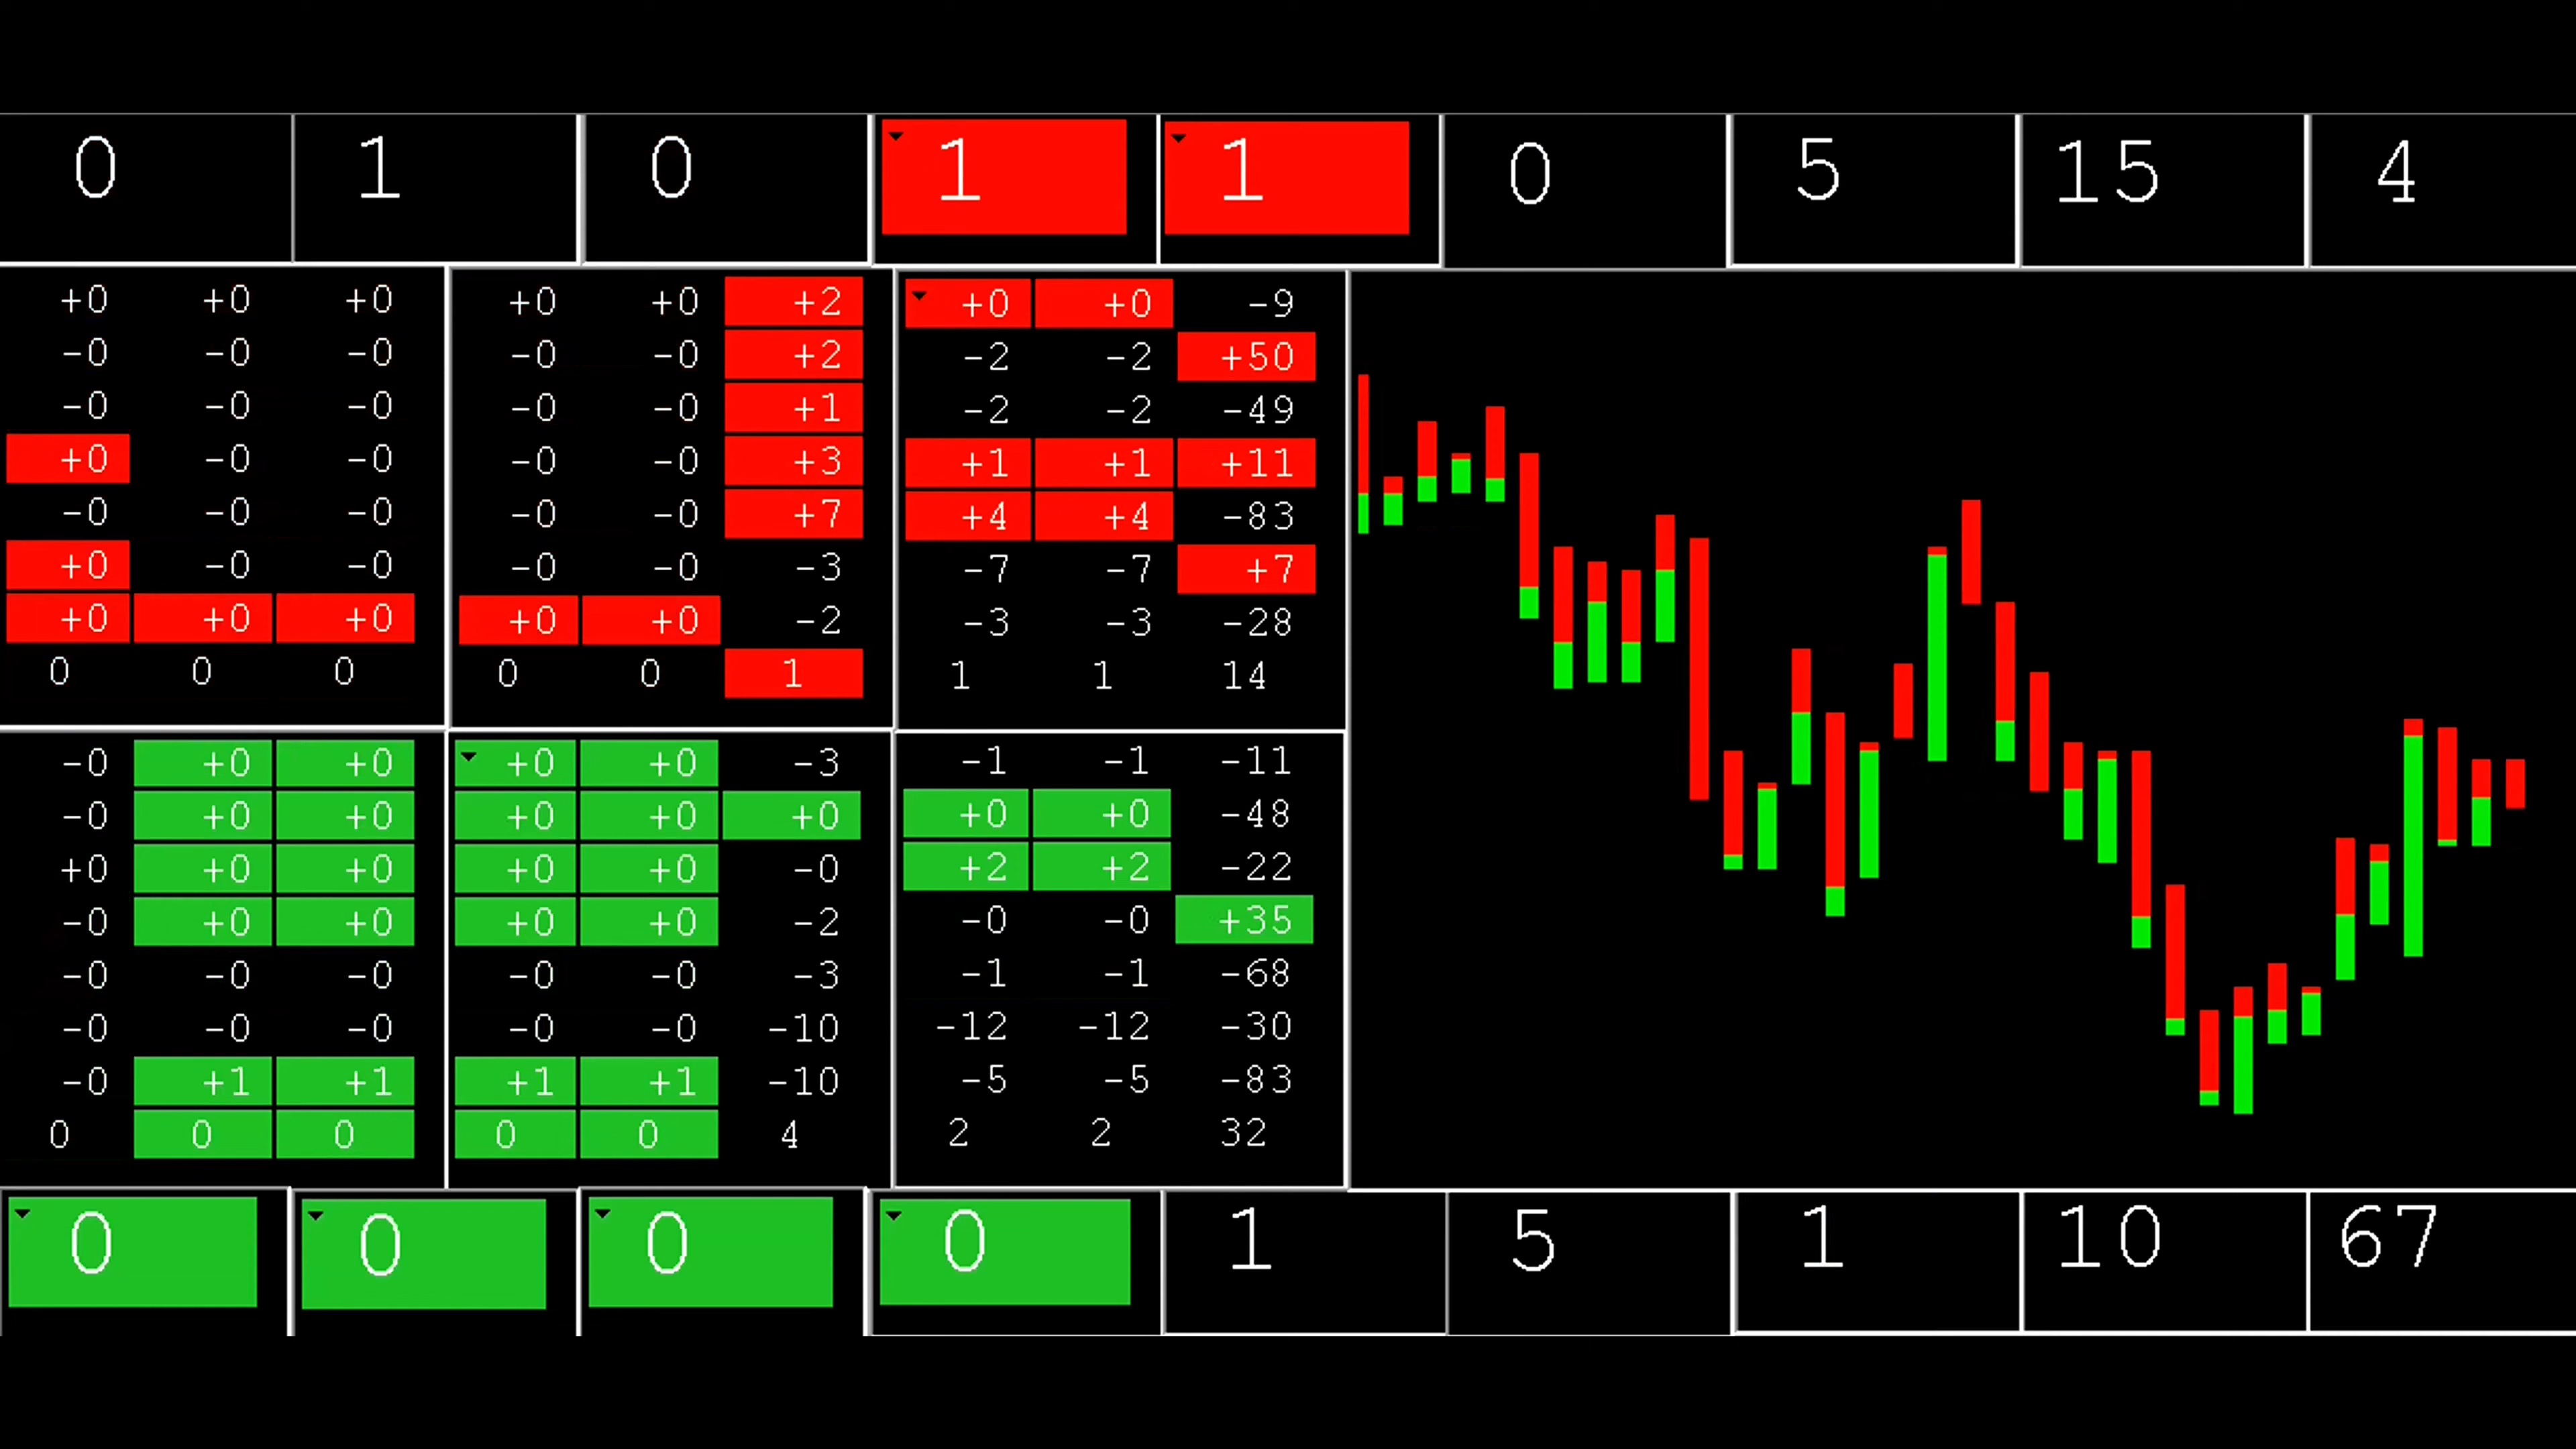 0 1 0 1 1 0 5 15 4
+0 +0 +0 +0 +0 +2 +0 +0 -9
-0 -0 -0 -0 -0 +2 -2 -2 +50
-0 -0 -0 -0 -0 +1 -2 -2 -49
+0 -0 -0 -0 -0 +3 +1 +1 +11
-0 -0 -0 -0 -0 +7 +4 +4 -83
+0 -0 -0 -0 -0 -3 -7 -7 +7
+0 +0 +0 +0 +0 -2 -3 -3 -28
0 0 0 0 0 1 1 1 14
-0 +0 +0 +0 +0 -3 -1 -1 -11
-0 +0 +0 +0 +0 +0 +0 +0 -48
+0 +0 +0 +0 +0 -0 +2 +2 -22
-0 +0 +0 +0 +0 -2 -0 -0 +35
-0 -0 -0 -0 -0 -3 -1 -1 -68
-0 -0 -0 -0 -0 -10 -12 -12 -30
-0 +1 +1 +1 +1 -10 -5 -5 -83
0 0 0 0 0 4 2 2 32
0 0 0 0 1 5 1 10 67